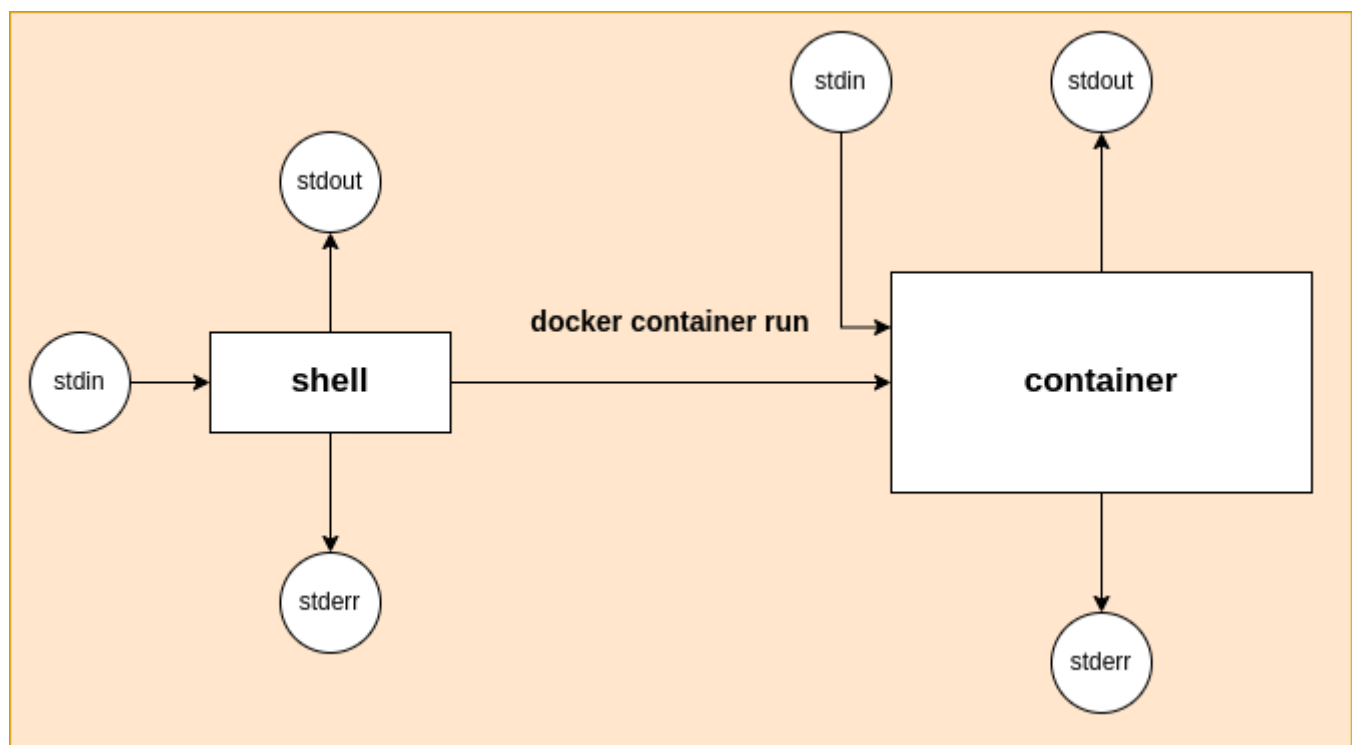 stdin
stdout
stdout
docker container run
stdin
shell
container
stderr
stderr